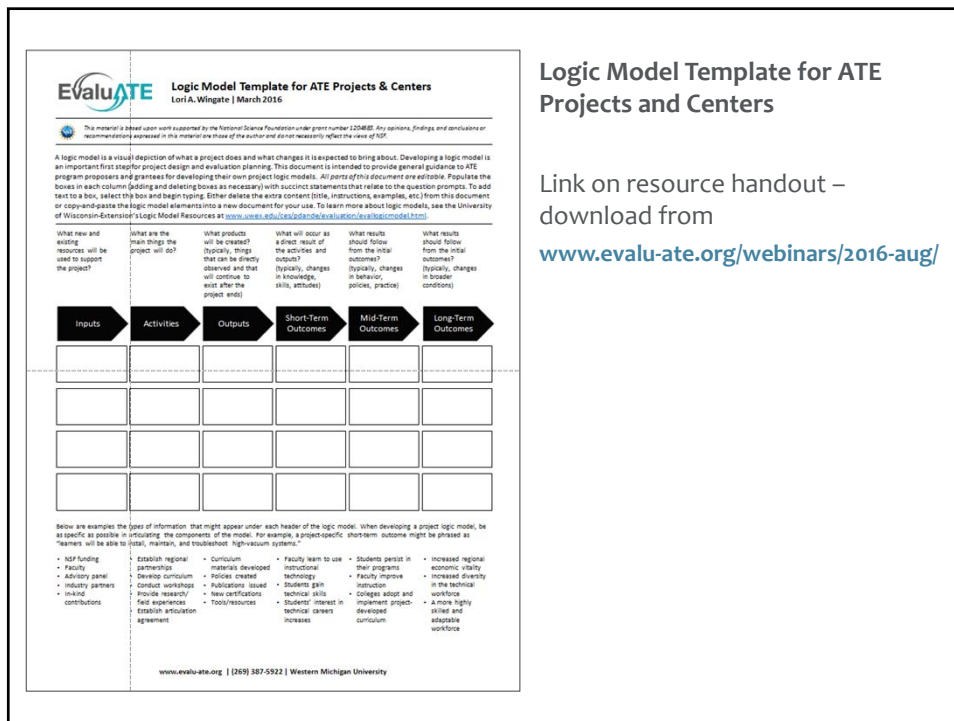 EvaluATE
Logic Model Template for ATE Projects & Centers
Lori A. Wingate | March 2016
This material is based upon work supported by the National Science Foundation under grant number 1204683. Any opinions, findings, and conclusions or
recommendations expressed in this material are those of the author and do not necessarily reflect the views of NSF.
A logic model is a visual depiction of what a project does and what changes it is expected to bring about. Developing a logic model is
an important first step for project design and evaluation planning. This document is intended to provide general guidance to ATE
program proposers and grantees for developing their own project logic models. All parts of this document are editable. Populate the
boxes in each column (adding and deleting boxes as necessary) with succinct statements that relate to the question prompts. To add
text to a box, select the box and begin typing. Either delete the extra content (title, instructions, examples, etc.) from this document
or copy-and-paste the logic model elements into a new document for your use. To learn more about logic models, see the University
of Wisconsin-Extension's Logic Model Resources at www.uwex.edu/ces/pdande/evaluation/evallogicmodel.html.
What new and
existing
resources will be
used to support
the project?
What are the
main things the
project will do?
What products
will be created?
(typically, things
that can be directly
observed and that
will continue to
exist after the
project ends)
What will occur as
a direct result of
the activities and
outputs?
(typically, changes
in knowledge,
skills, attitudes)
What results
should follow
from the initial
outcomes?
(typically, changes
in behavior,
policies, practice)
What results
should follow
from the initial
outcomes?
(typically, changes
in broader
conditions)
Inputs
Activities
Outputs
Short-Term
Outcomes
Mid-Term
Outcomes
Long-Term
Outcomes
Below are examples the types of information that might appear under each header of the logic model. When developing a project logic model, be
as specific as possible in articulating the components of the model. For example, a project-specific short-term outcome might be phrased as
"learners will be able to install, maintain, and troubleshoot high-vacuum systems."
• NSF funding
• Faculty
• Advisory panel
• Industry partners
• In-kind
contributions
• Establish regional
partnerships
• Develop curriculum
• Conduct workshops
• Provide research/
field experiences
• Establish articulation
agreement
• Curriculum
materials developed
• Policies created
• Publications issued
• New certifications
• Tools/resources
• Faculty learn to use
instructional
technology
• Students gain
technical skills
• Students' interest in
technical careers
increases
• Students persist in
their programs
• Faculty improve
instruction
• Colleges adopt and
implement project-
developed
curriculum
• Increased regional
economic vitality
• Increased diversity
in the technical
workforce
• A more highly
skilled and
adaptable
workforce
www.evalu-ate.org | (269) 387-5922 | Western Michigan University
Logic Model Template for ATE
Projects and Centers
Link on resource handout –
download from
www.evalu-ate.org/webinars/2016-aug/